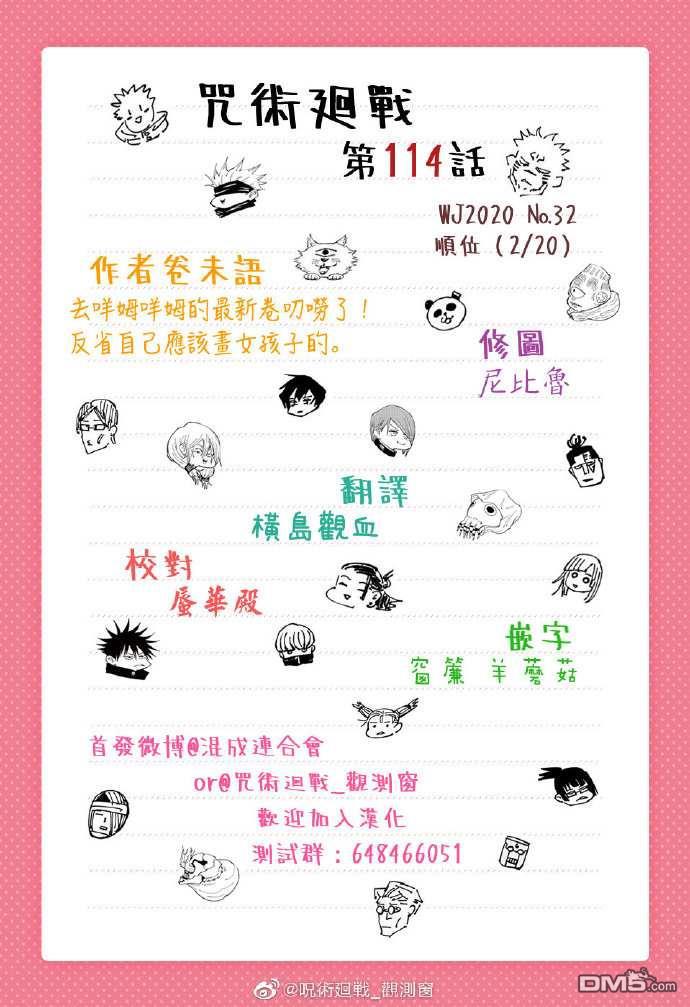 咒術廻戰
第114話
WJ2020 No.32
順位 (2/20)
作者卷末語
去咩姆咩姆的最新卷叨嘮了！
反省自己應該畫女孩子的。
修圖
尼比魯
翻譯
橫島觀血
校對
蜃華殿
嵌字
窗簾 羊蘑菇
首發微博@混成連合會
or@咒術迴戰_觀測窗
歡迎加入漢化
測試群：648466051
@呪術廻戦_觀測窗
DM5.com